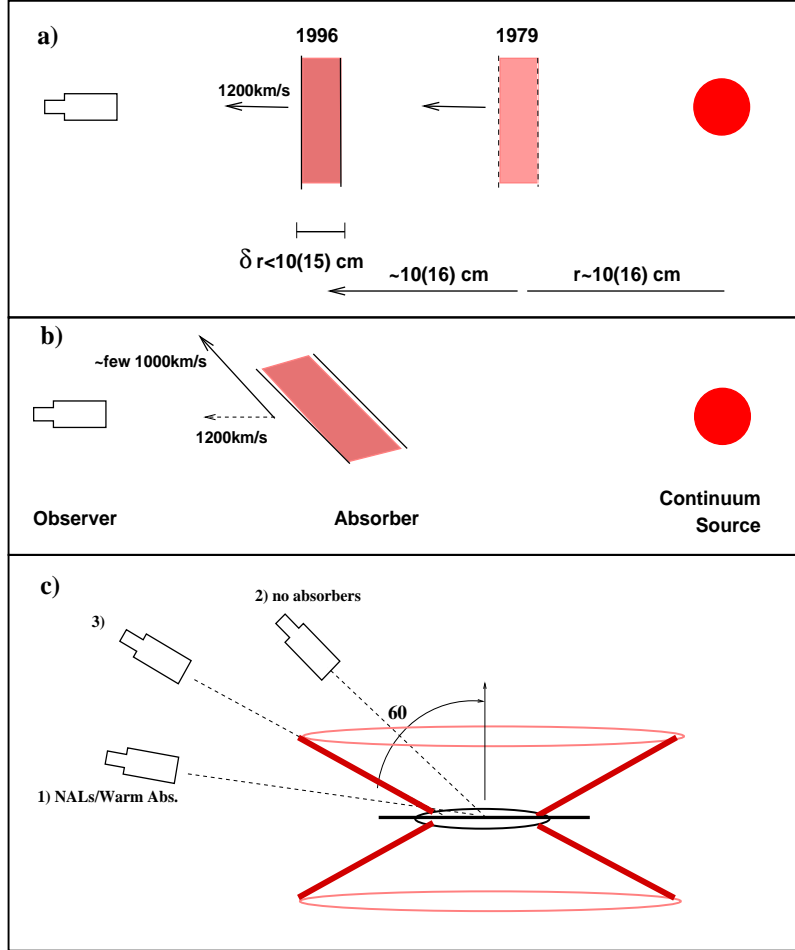 a)
1996
1979
1200km/s
δ r<10(15) cm
~10(16) cm
r~10(16) cm
b)
~few 1000km/s
1200km/s
Observer
Absorber
Continuum
Source
c)
2) no absorbers
3)
60
1) NALs/Warm Abs.